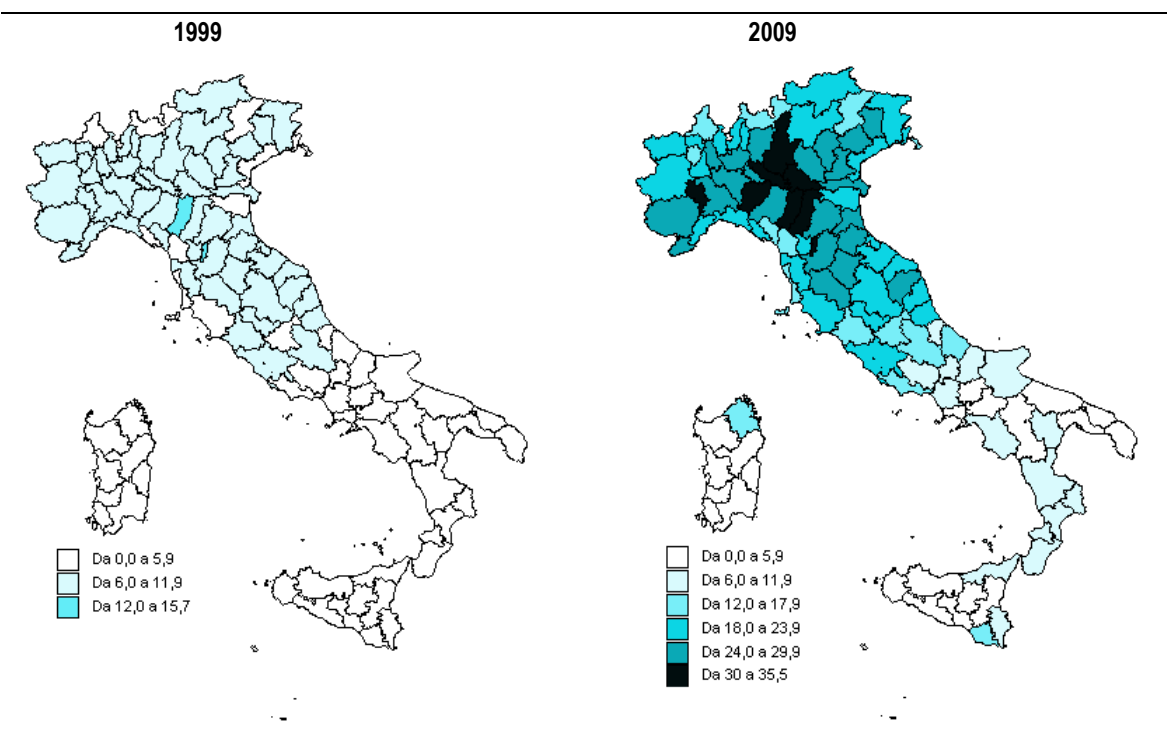 1999
2009
Da 0,0 a 5,9
Da 6,0 a 11,9
Da 12,0 a 15,7
Da 0,0 a 5,9
Da 6,0 a 11,9
Da 12,0 a 17,9
Da 18,0 a 23,9
Da 24,0 a 29,9
Da 30 a 35,5